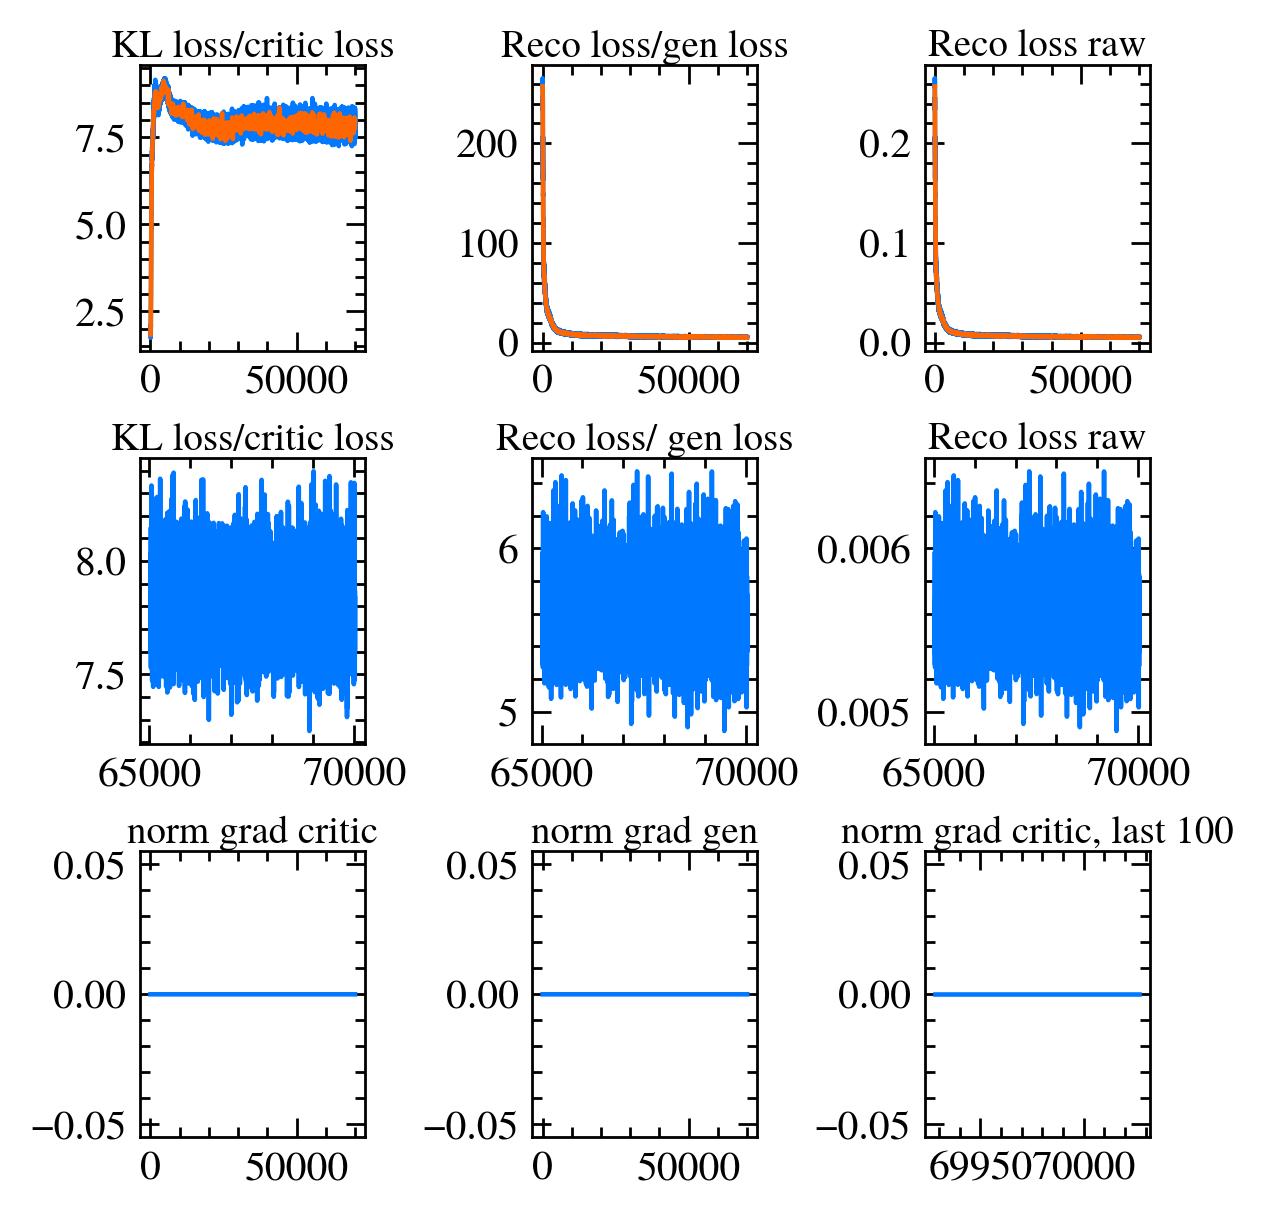 KL loss/critic loss Reco loss/gen loss Reco loss raw
7.5 200 0.2
5.0 100 0.1
2.5 0 0.0
0 50000 0 50000 0 50000
KL loss/critic loss Reco loss/ gen loss Reco loss raw
8.0 6 0.006
7.5 5 0.005
65000 70000 65000 70000 65000 70000
norm grad critic norm grad gen norm grad critic, last 100
0.05 0.05 0.05
0.00 0.00 0.00
−0.05 −0.05 −0.05
0 50000 0 50000 69950 70000